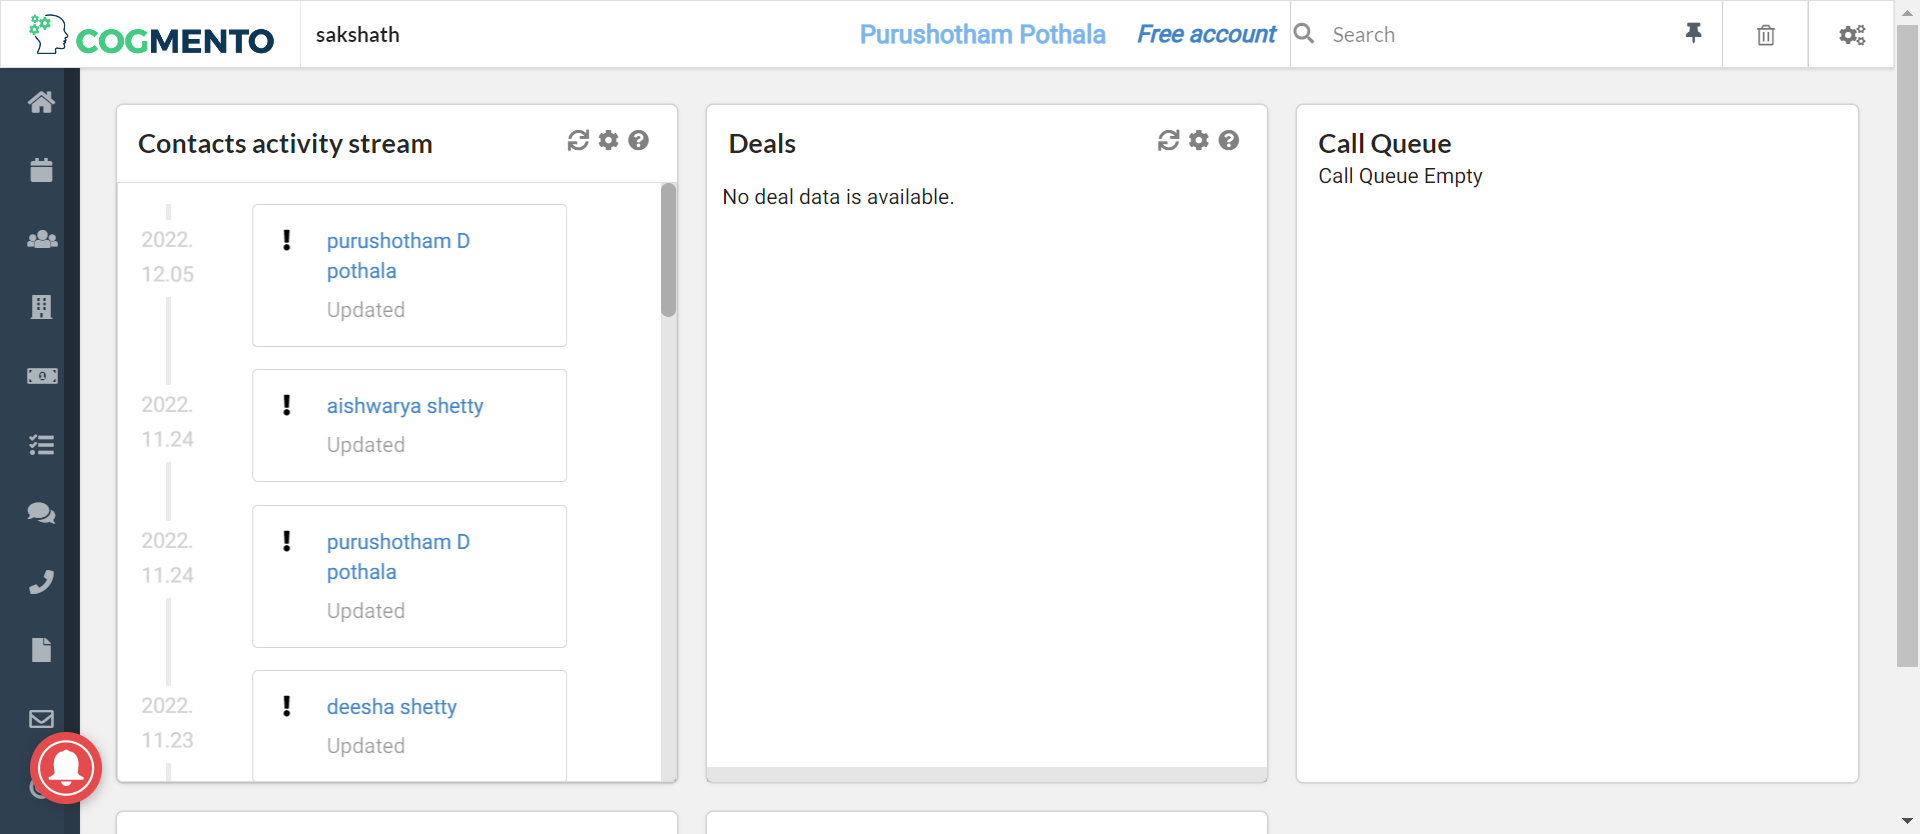 COGMENTO
sakshath
Purushotham Pothala
Free account
Search
Contacts activity stream
2022.
12.05
purushotham D
pothala
Updated
2022.
11.24
aishwarya shetty
Updated
2022.
11.24
purushotham D
pothala
Updated
2022.
11.23
deesha shetty
Updated
Deals
No deal data is available.
Call Queue
Call Queue Empty